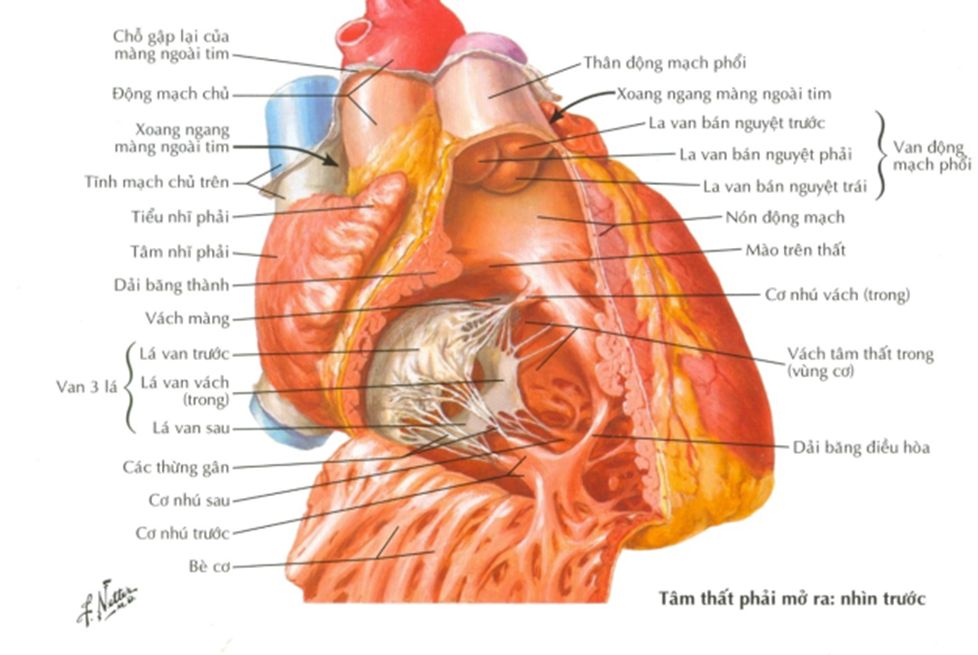 Chỗ gập lại của
màng ngoài tim
Động mạch chủ
Xoang ngang
màng ngoài tim
Tĩnh mạch chủ trên
Tiểu nhĩ phải
Tâm nhĩ phải
Dải băng thành
Vách màng
Van 3 lá
Lá van trước
Lá van vách
(trong)
Lá van sau
Các thừng gân
Cơ nhú sau
Cơ nhú trước
Bè cơ
Thân động mạch phổi
Xoang ngang màng ngoài tim
La van bán nguyệt trước
La van bán nguyệt phải
La van bán nguyệt trái
Van động
mạch phổi
Nón động mạch
Mào trên thất
Cơ nhú vách (trong)
Vách tâm thất trong
(vùng cơ)
Dải băng điều hòa
Tâm thất phải mở ra: nhìn trước
f. Netter
M.D.